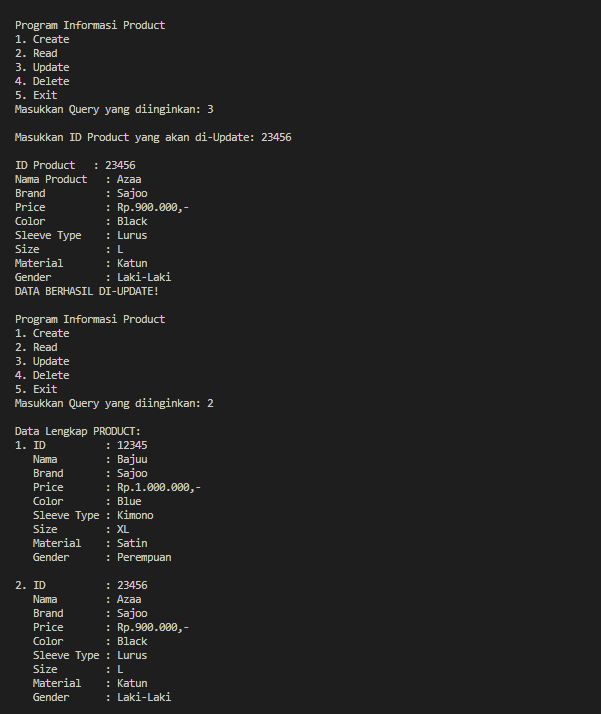 Program Informasi Product
1. Create
2. Read
3. Update
4. Delete
5. Exit
Masukkan Query yang diinginkan: 3
Masukkan ID Product yang akan di-Update: 23456
ID Product   : 23456
Nama Product   : Azaa
Brand          : Sajoo
Price          : Rp.900.000,-
Color          : Black
Sleeve Type    : Lurus
Size           : L
Material       : Katun
Gender         : Laki-Laki
DATA BERHASIL DI-UPDATE!
Program Informasi Product
1. Create
2. Read
3. Update
4. Delete
5. Exit
Masukkan Query yang diinginkan: 2
Data Lengkap PRODUCT:
1. ID          : 12345
   Nama        : Bajuu
   Brand       : Sajoo
   Price       : Rp.1.000.000,-
   Color       : Blue
   Sleeve Type : Kimono
   Size        : XL
   Material    : Satin
   Gender      : Perempuan
2. ID          : 23456
   Nama        : Azaa
   Brand       : Sajoo
   Price       : Rp.900.000,-
   Color       : Black
   Sleeve Type : Lurus
   Size        : L
   Material    : Katun
   Gender      : Laki-Laki